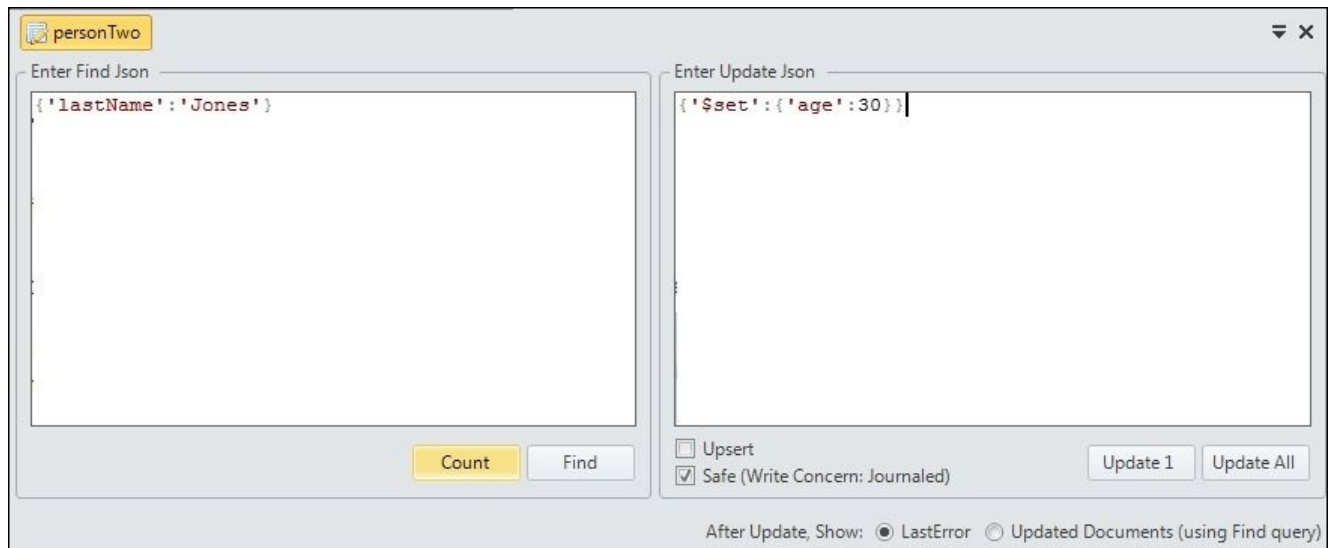 personTwo
Enter Find Json
{'lastName':'Jones'}
Count
Find
Enter Update Json
{'$set':{'age':30}}
Upsert
Safe (Write Concern: Journaled)
Update 1
Update All
After Update, Show: LastError Updated Documents (using Find query)